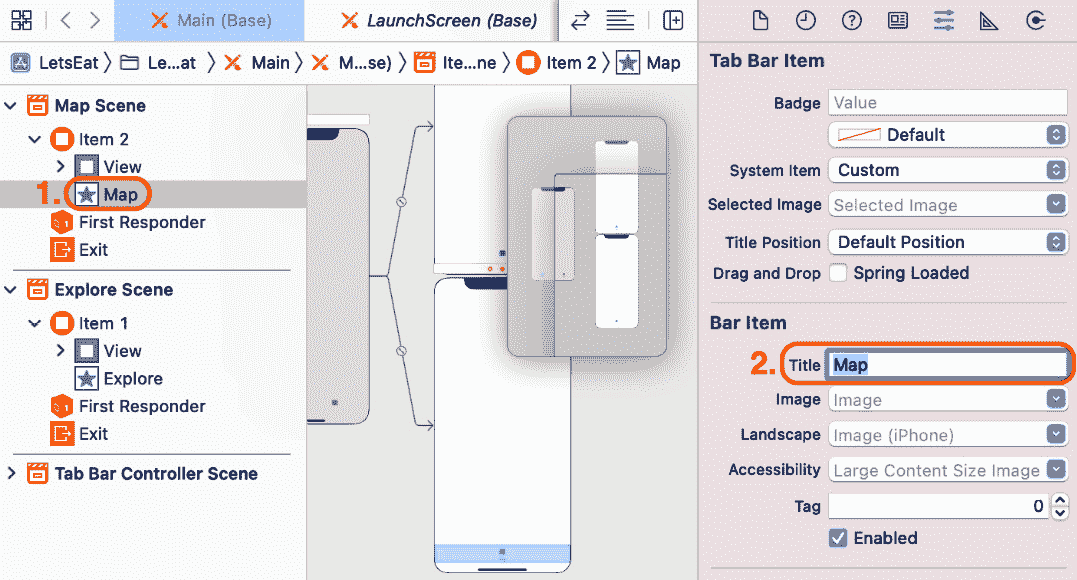 Main (Base)
LaunchScreen (Base)
LetsEat
Le...at
Main
M...se)
Ite...ne
Item 2
Map
Map Scene
Item 2
View
1.
Map
First Responder
Exit
Explore Scene
Item 1
View
Explore
First Responder
Exit
Tab Bar Controller Scene
Tab Bar Item
Badge Value
Default
System Item Custom
Selected Image Selected Image
Title Position Default Position
Drag and Drop Spring Loaded
Bar Item
2. Title Map
Image Image
Landscape Image (iPhone)
Accessibility Large Content Size Image
Tag 0
Enabled